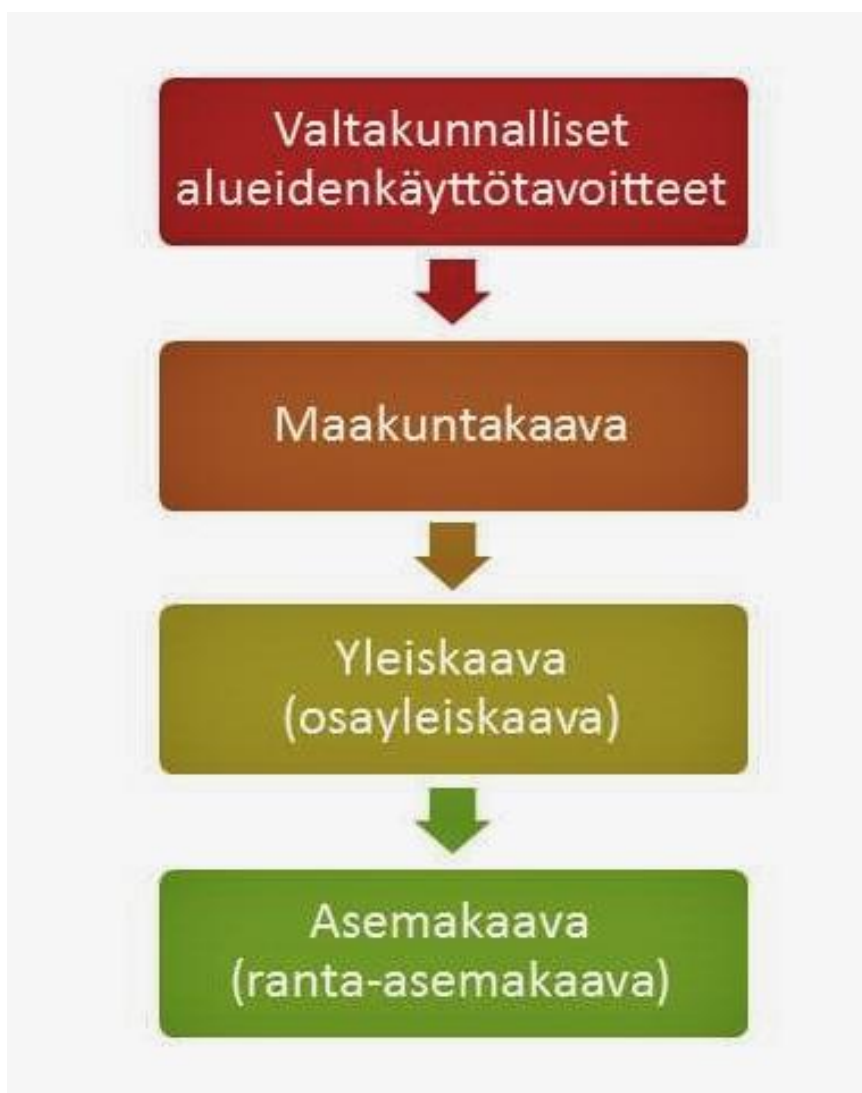 Valtakunnalliset
alueidenkäyttötavoitteet
Maakuntakaava
Yleiskaava
(osayleiskaava)
Asemakaava
(ranta-asemakaava)